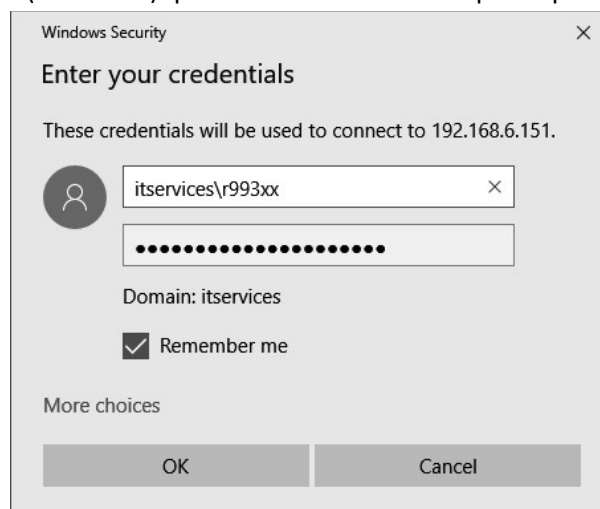 Windows Security
Enter your credentials
These credentials will be used to connect to 192.168.6.151.
itservices\r993xx
●●●●●●●●●●●●●●●●●●●●●
Domain: itservices
Remember me
More choices
OK Cancel